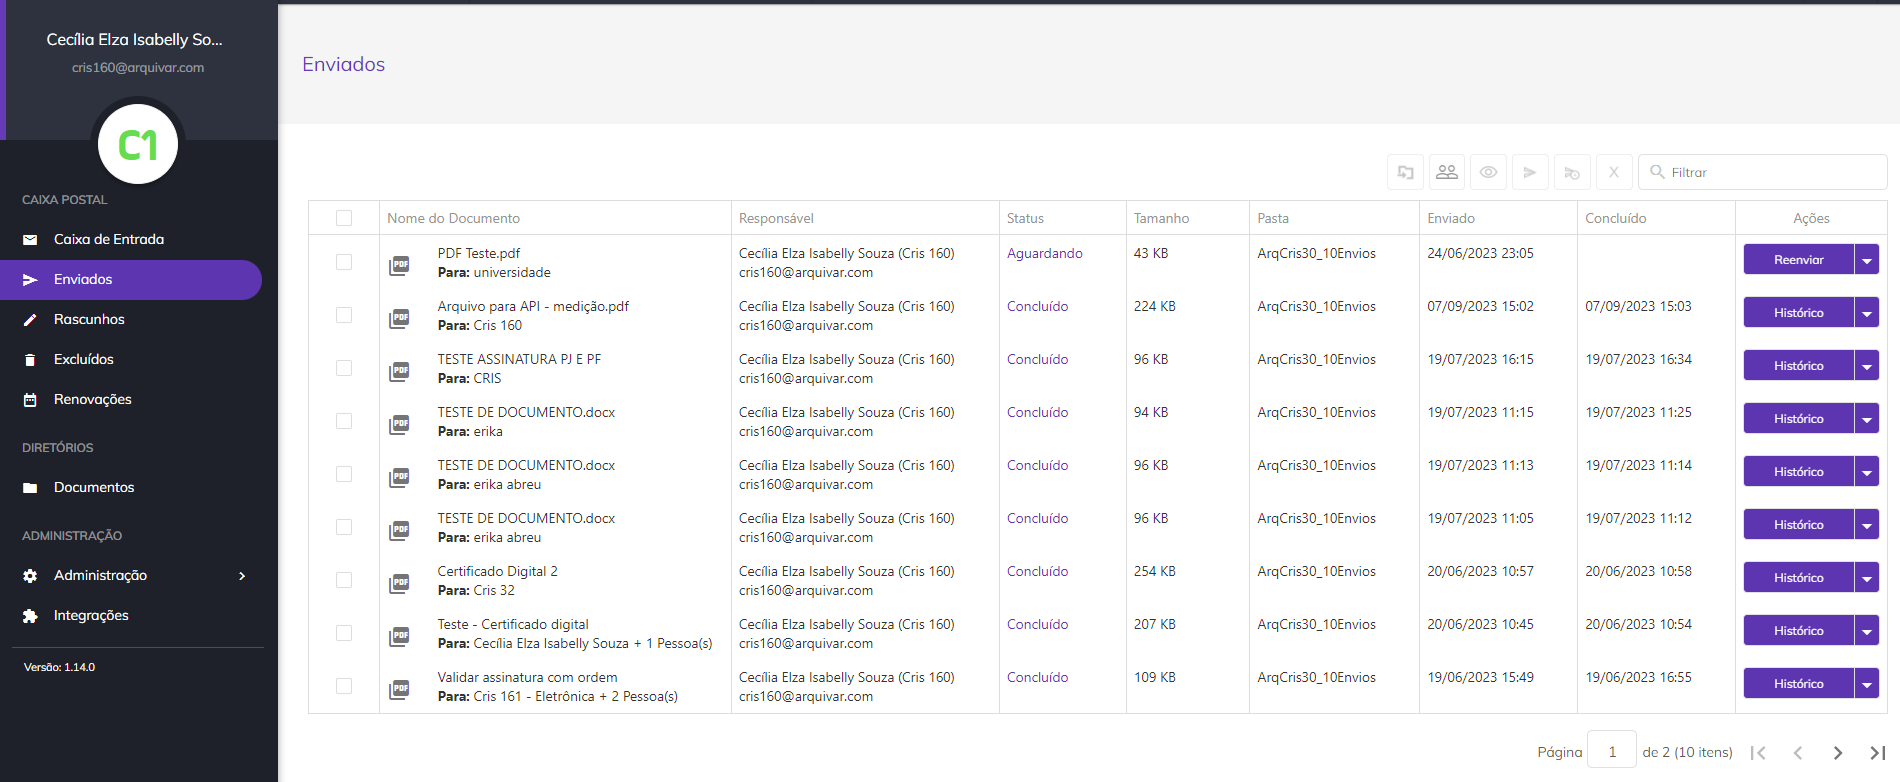 Cecília Elza Isabelly So...
cris160@arquivar.com
C1
CAIXA POSTAL
Caixa de Entrada
Enviados
Rascunhos
Excluídos
Renovações
DIRETÓRIOS
Documentos
ADMINISTRAÇÃO
Administração
Integrações
Versão: 1.14.0
Enviados
X Filtrar
Nome do Documento Responsável Status Tamanho Pasta Enviado Concluído Ações
PDF PDF Teste.pdf Cecília Elza Isabelly Souza (Cris 160) Aguardando 43 KB ArqCris30_10Envios 24/06/2023 23:05 Reenviar
Para: universidade cris160@arquivar.com
PDF Arquivo para API - medição.pdf Cecília Elza Isabelly Souza (Cris 160) Concluído 224 KB ArqCris30_10Envios 07/09/2023 15:02 07/09/2023 15:03 Histórico
Para: Cris 160 cris160@arquivar.com
PDF TESTE ASSINATURA PJ E PF Cecília Elza Isabelly Souza (Cris 160) Concluído 96 KB ArqCris30_10Envios 19/07/2023 16:15 19/07/2023 16:34 Histórico
Para: CRIS cris160@arquivar.com
PDF TESTE DE DOCUMENTO.docx Cecília Elza Isabelly Souza (Cris 160) Concluído 94 KB ArqCris30_10Envios 19/07/2023 11:15 19/07/2023 11:25 Histórico
Para: erika cris160@arquivar.com
PDF TESTE DE DOCUMENTO.docx Cecília Elza Isabelly Souza (Cris 160) Concluído 96 KB ArqCris30_10Envios 19/07/2023 11:13 19/07/2023 11:14 Histórico
Para: erika abreu cris160@arquivar.com
PDF TESTE DE DOCUMENTO.docx Cecília Elza Isabelly Souza (Cris 160) Concluído 96 KB ArqCris30_10Envios 19/07/2023 11:05 19/07/2023 11:12 Histórico
Para: erika abreu cris160@arquivar.com
PDF Certificado Digital 2 Cecília Elza Isabelly Souza (Cris 160) Concluído 254 KB ArqCris30_10Envios 20/06/2023 10:57 20/06/2023 10:58 Histórico
Para: Cris 32 cris160@arquivar.com
PDF Teste - Certificado digital Cecília Elza Isabelly Souza (Cris 160) Concluído 207 KB ArqCris30_10Envios 20/06/2023 10:45 20/06/2023 10:54 Histórico
Para: Cecília Elza Isabelly Souza + 1 Pessoa(s) cris160@arquivar.com
PDF Validar assinatura com ordem Cecília Elza Isabelly Souza (Cris 160) Concluído 109 KB ArqCris30_10Envios 19/06/2023 15:49 19/06/2023 16:55 Histórico
Para: Cris 161 - Eletrônica + 2 Pessoa(s) cris160@arquivar.com
Página 1 de 2 (10 itens)